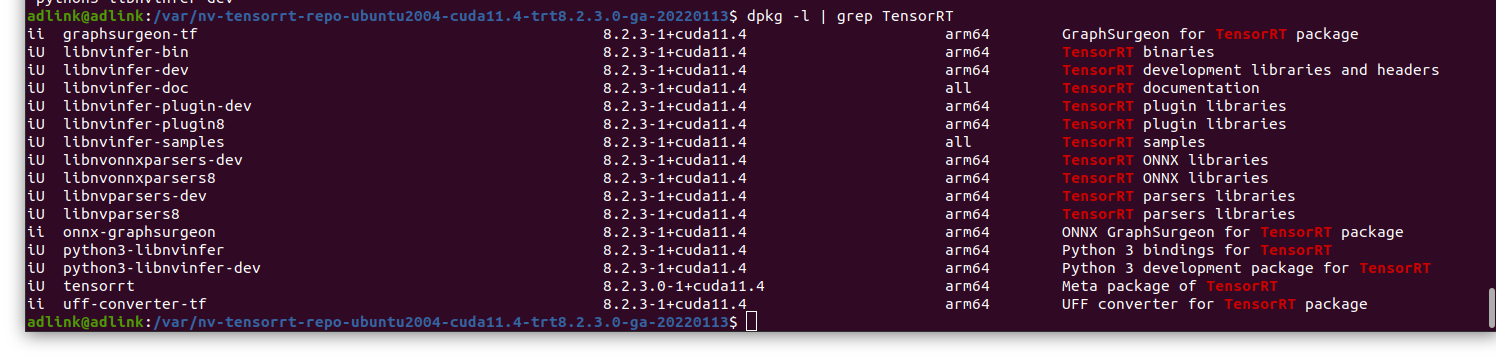 adlink@adlink:/var/nv-tensorrt-repo-ubuntu2004-cuda11.4-trt8.2.3.0-ga-20220113$ dpkg -l | grep TensorRT
ii graphsurgeon-tf 8.2.3-1+cuda11.4 arm64 GraphSurgeon for TensorRT package
iU libnvinfer-bin 8.2.3-1+cuda11.4 arm64 TensorRT binaries
iU libnvinfer-dev 8.2.3-1+cuda11.4 arm64 TensorRT development libraries and headers
iU libnvinfer-doc 8.2.3-1+cuda11.4 all TensorRT documentation
iU libnvinfer-plugin-dev 8.2.3-1+cuda11.4 arm64 TensorRT plugin libraries
iU libnvinfer-plugin8 8.2.3-1+cuda11.4 arm64 TensorRT plugin libraries
iU libnvinfer-samples 8.2.3-1+cuda11.4 all TensorRT samples
iU libnvonnxparsers-dev 8.2.3-1+cuda11.4 arm64 TensorRT ONNX libraries
iU libnvonnxparsers8 8.2.3-1+cuda11.4 arm64 TensorRT ONNX libraries
iU libnvparsers-dev 8.2.3-1+cuda11.4 arm64 TensorRT parsers libraries
iU libnvparsers8 8.2.3-1+cuda11.4 arm64 TensorRT parsers libraries
ii onnx-graphsurgeon 8.2.3-1+cuda11.4 arm64 ONNX GraphSurgeon for TensorRT package
iU python3-libnvinfer 8.2.3-1+cuda11.4 arm64 Python 3 bindings for TensorRT
iU python3-libnvinfer-dev 8.2.3-1+cuda11.4 arm64 Python 3 development package for TensorRT
iU tensorrt 8.2.3.0-1+cuda11.4 arm64 Meta package of TensorRT
ii uff-converter-tf 8.2.3-1+cuda11.4 arm64 UFF converter for TensorRT package
adlink@adlink:/var/nv-tensorrt-repo-ubuntu2004-cuda11.4-trt8.2.3.0-ga-20220113$